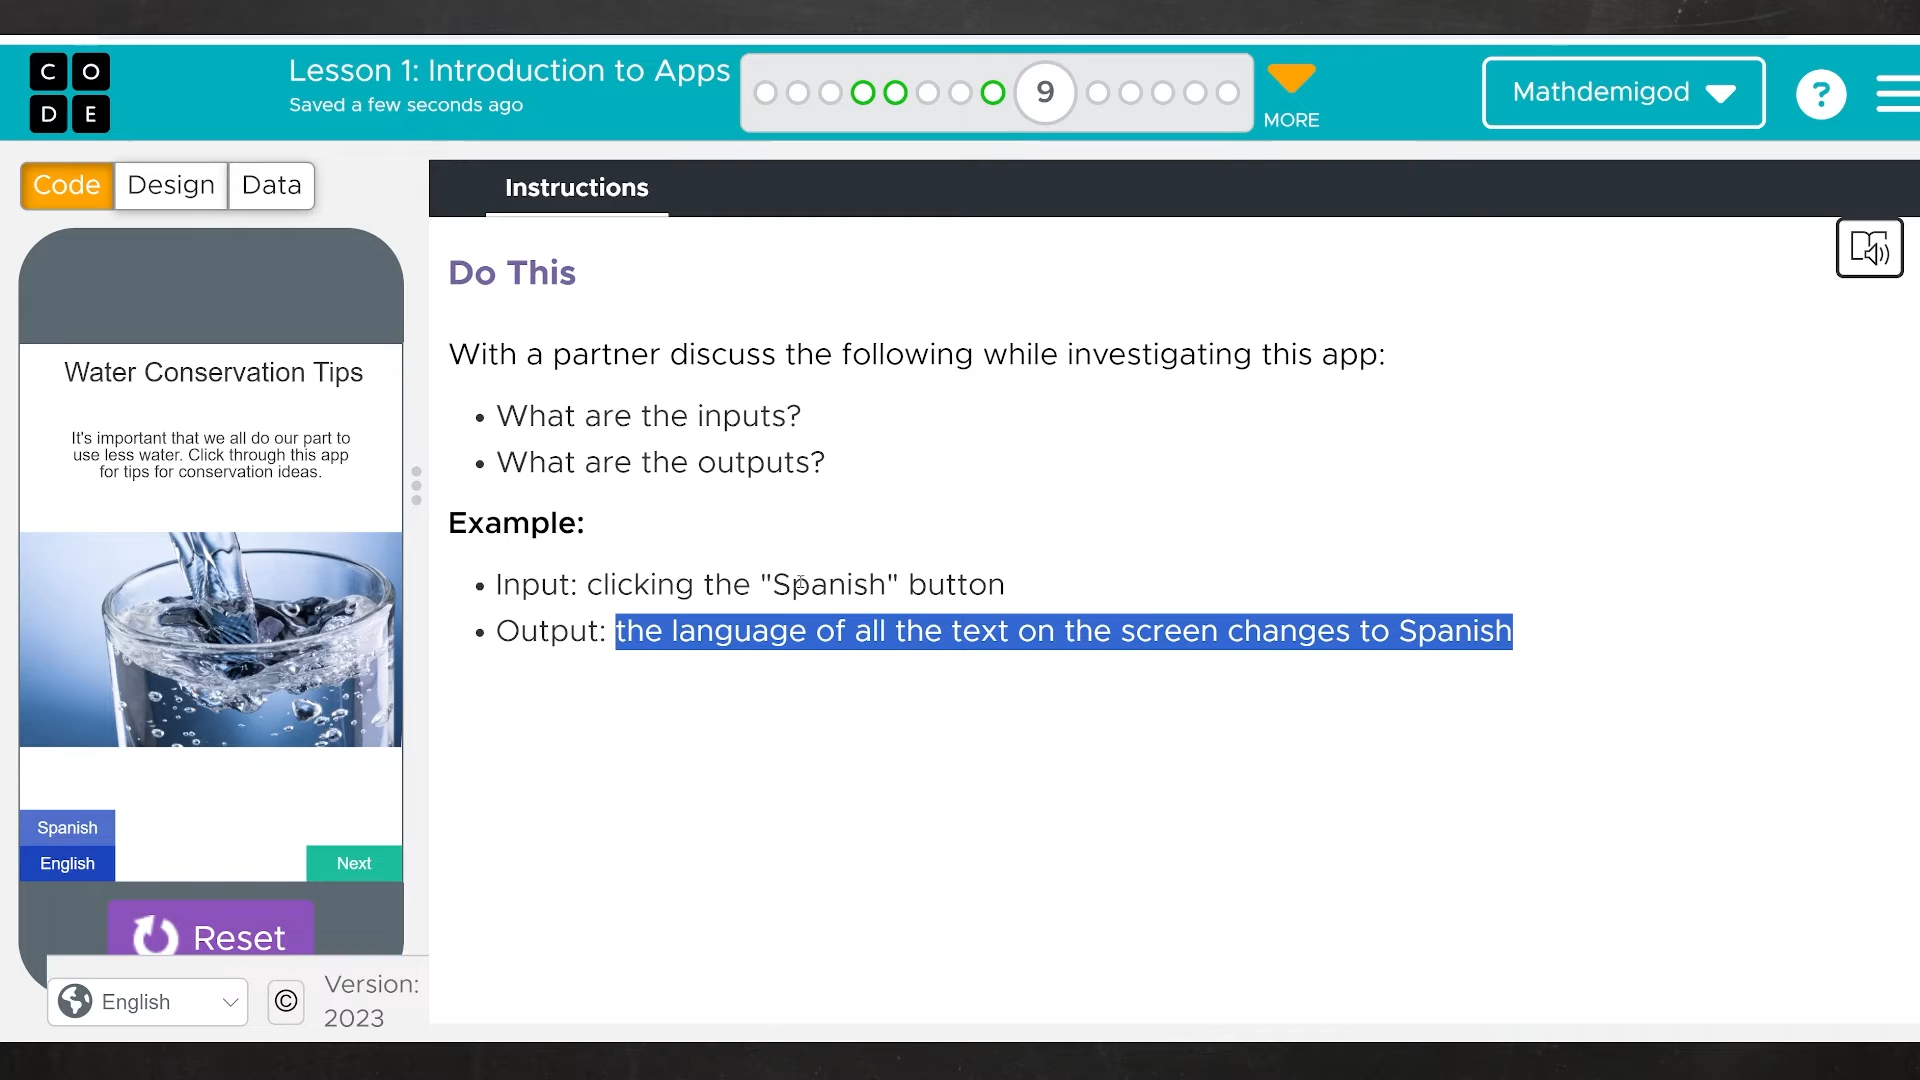 C O
D E
Lesson 1: Introduction to Apps
Saved a few seconds ago
9
MORE
Mathdemigod
?
Code Design Data
Instructions
Do This
With a partner discuss the following while investigating this app:
• What are the inputs?
• What are the outputs?
Example:
• Input: clicking the "Spanish" button
• Output: the language of all the text on the screen changes to Spanish
Water Conservation Tips
It's important that we all do our part to
use less water. Click through this app
for tips for conservation ideas.
Spanish
English
Next
Reset
English
©
Version:
2023